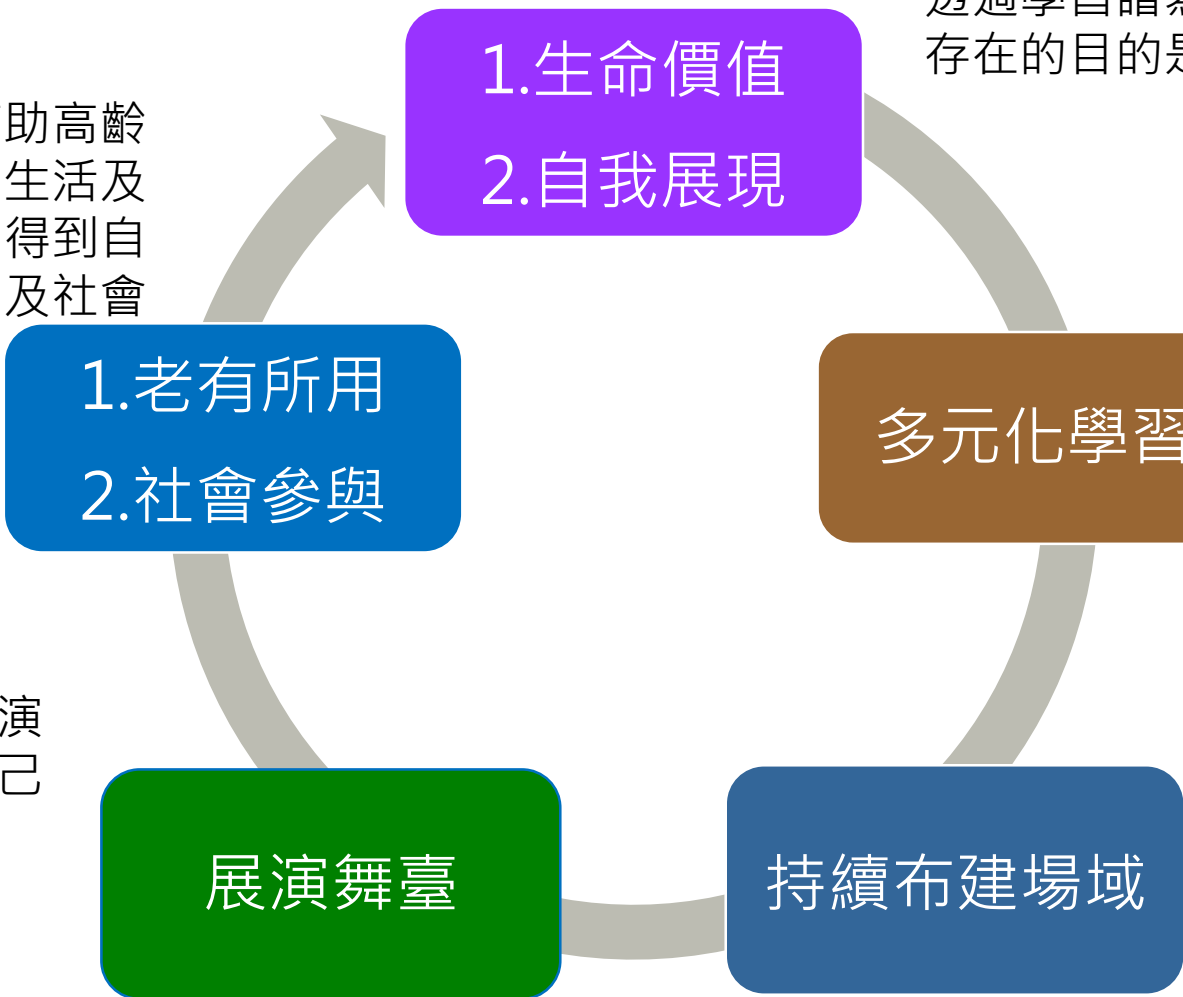 存在的目的是
1.生命價值
2.自我展現
助高齡
生活及
得到自
及社會
1.老有所用
2.社會參與
多元化學習
演
己
展演舞臺
持續布建場域